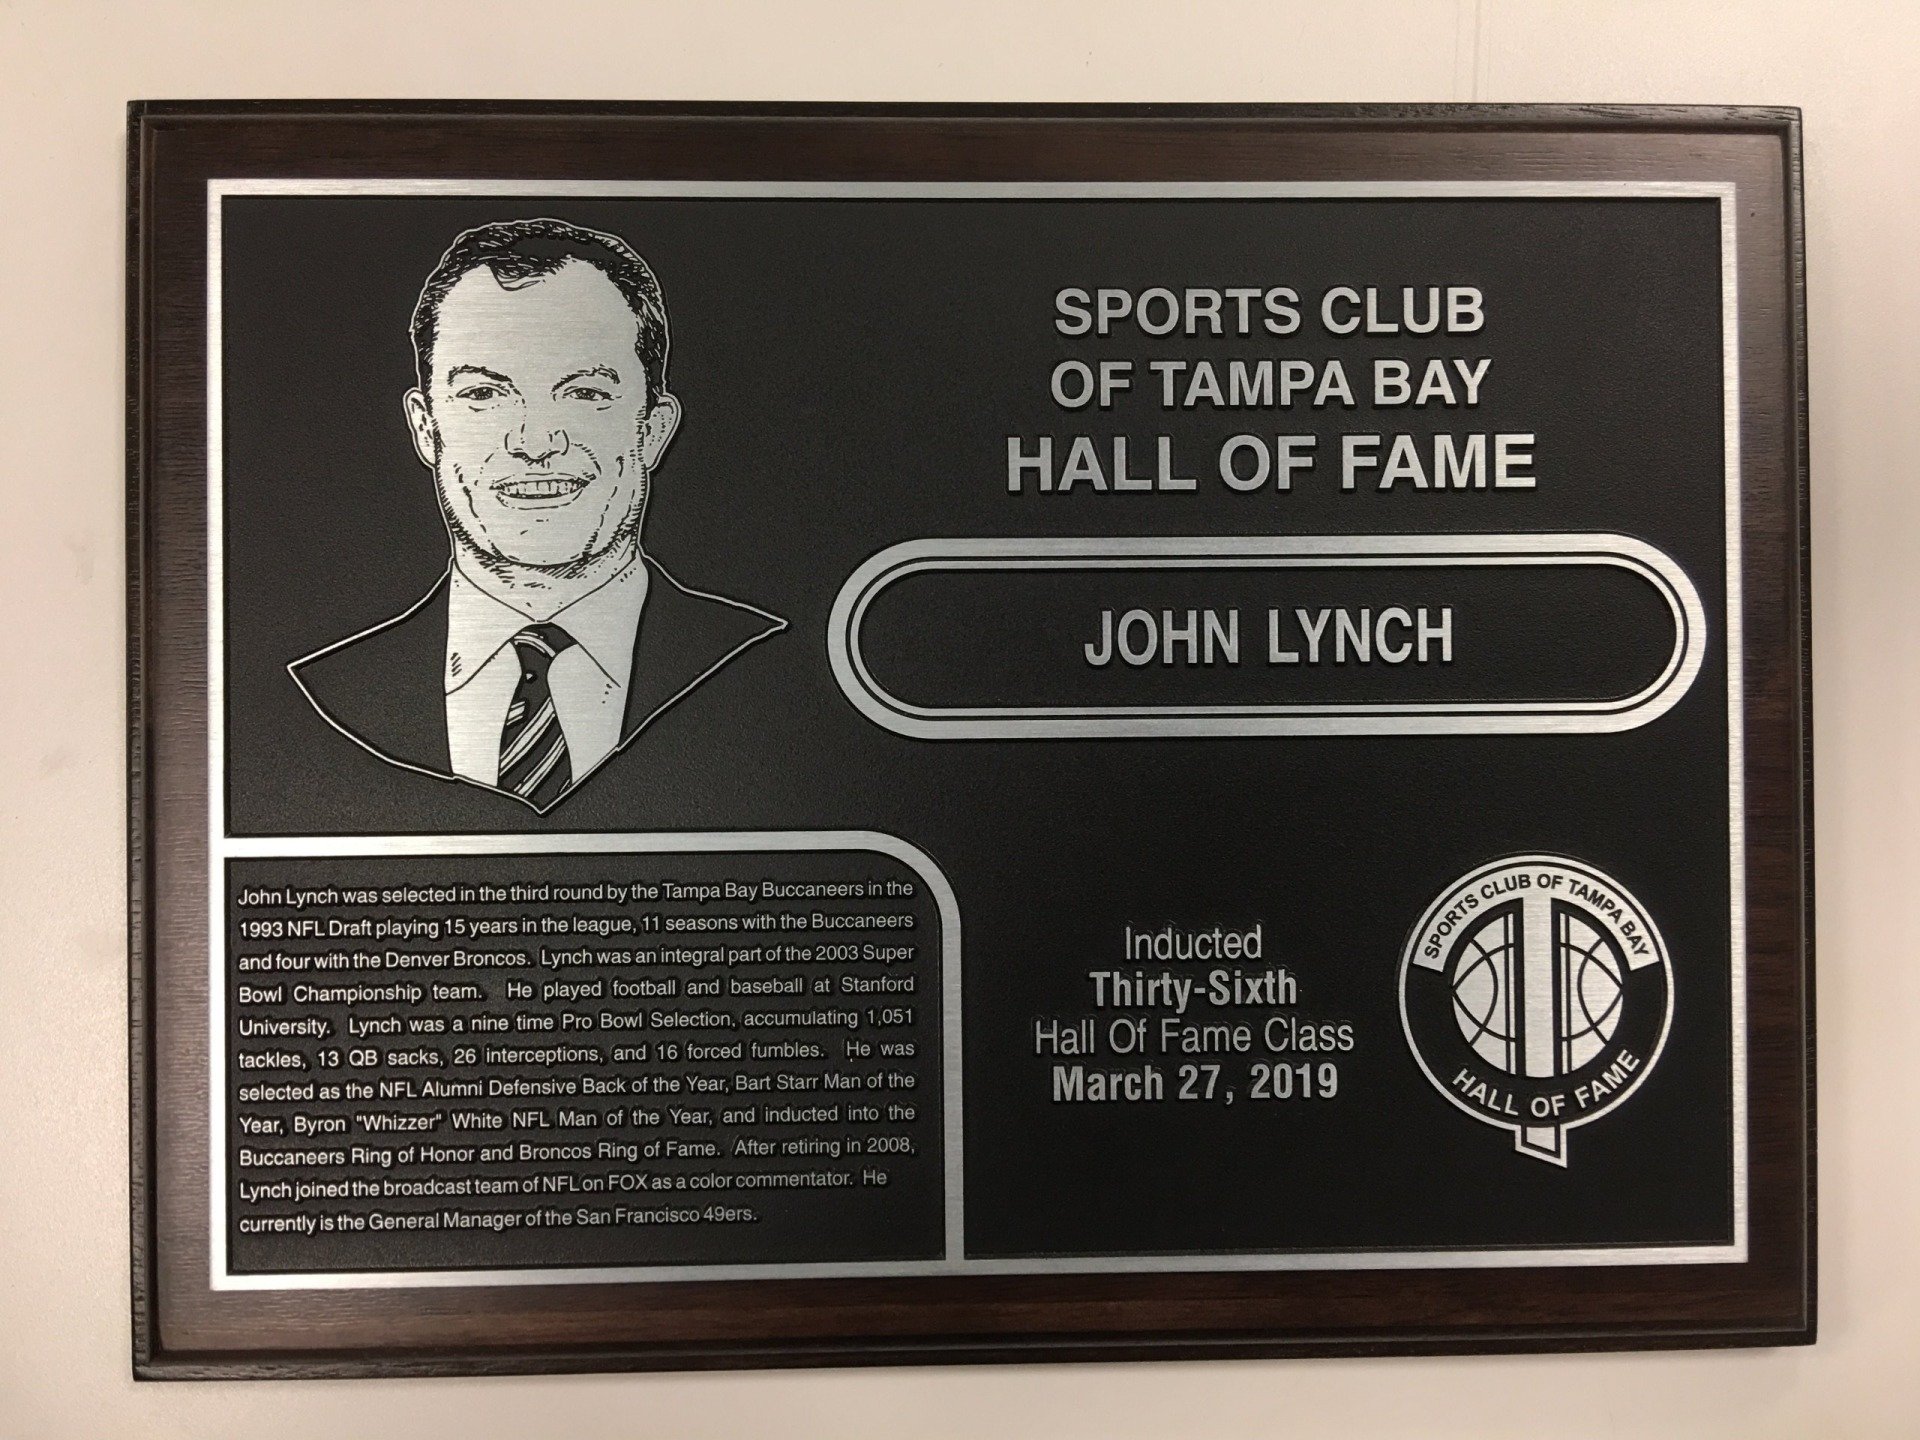 SPORTS CLUB
OF TAMPA BAY
HALL OF FAME
JOHN LYNCH
John Lynch was selected in the third round by the Tampa Bay Buccaneers in the
1993 NFL Draft playing 15 years in the league, 11 seasons with the Buccaneers
and four with the Denver Broncos. Lynch was an integral part of the 2003 Super
Bowl Championship team. He played football and baseball at Stanford
University. Lynch was a nine time Pro Bowl Selection, accumulating 1,051
tackles, 13 QB sacks, 26 interceptions, and 16 forced fumbles. He was
selected as the NFL Alumni Defensive Back of the Year, Bart Starr Man of the
Year, Byron "Whizzer" White NFL Man of the Year, and inducted into the
Buccaneers Ring of Honor and Broncos Ring of Fame. After retiring in 2008,
Lynch joined the broadcast team of NFL on FOX as a color commentator. He
currently is the General Manager of the San Francisco 49ers.
Inducted
Thirty-Sixth
Hall Of Fame Class
March 27, 2019
SPORTS CLUB OF TAMPA BAY
HALL OF FAME